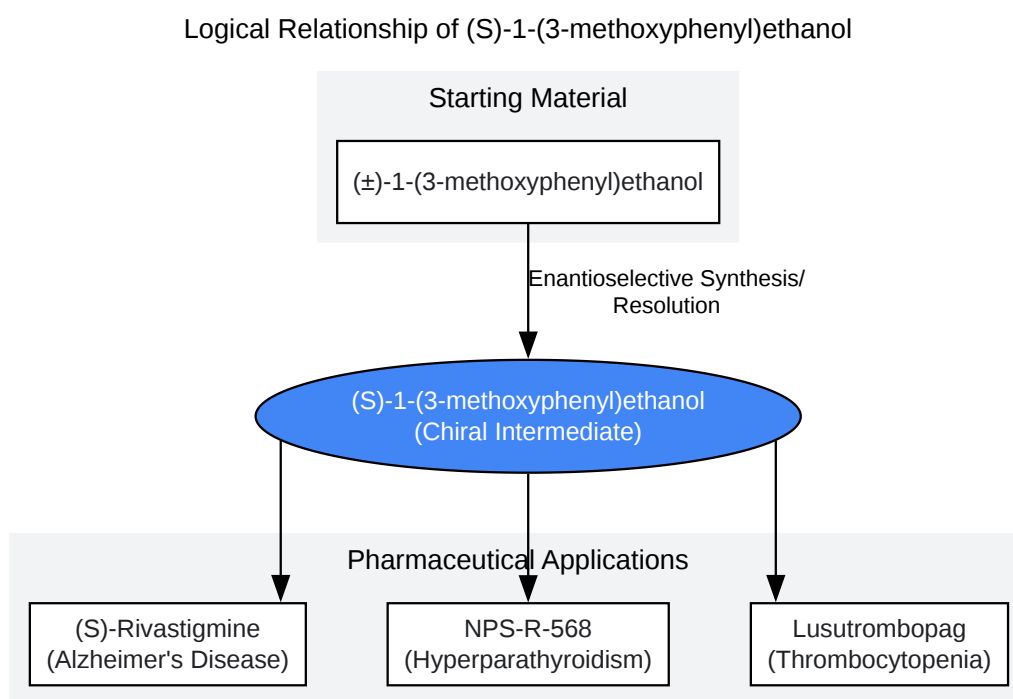 Logical Relationship of (S)-1-(3-methoxyphenyl)ethanol
Starting Material
(±)-1-(3-methoxyphenyl)ethanol
Enantioselective Synthesis/
Resolution
(S)-1-(3-methoxyphenyl)ethanol
(Chiral Intermediate)
Pharmaceutical Applications
(S)-Rivastigmine
(Alzheimer's Disease)
NPS-R-568
(Hyperparathyroidism)
Lusutrombopag
(Thrombocytopenia)